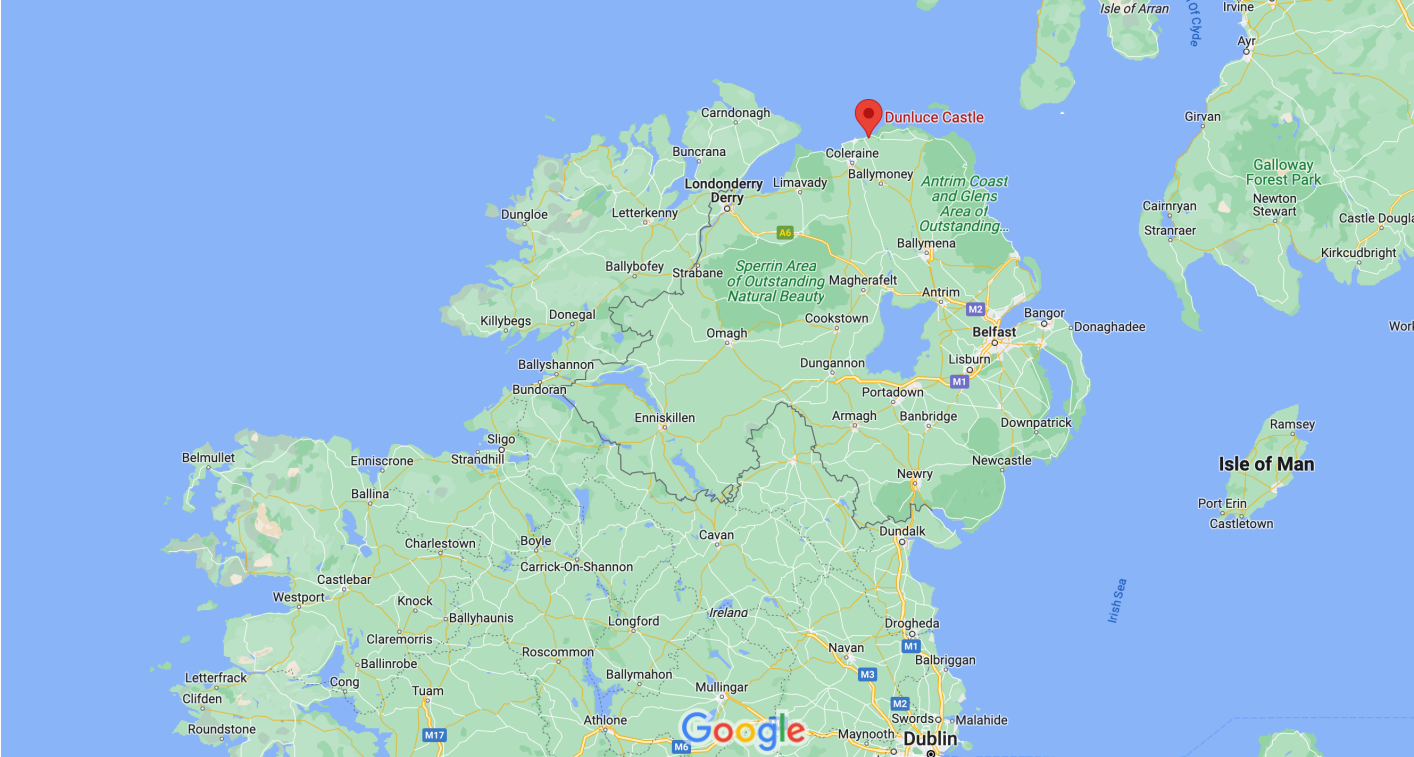 Isle of Arran
Of Clyde
Irvine
Ayr
Carndonagh
Dunluce Castle
Girvan
Buncrana
Coleraine
Ballymoney
Galloway
Forest Park
Londonderry
Derry
Limavady
Antrim Coast
and Glens
Area of
Outstanding...
Newton
Stewart
Cairnryan
Dungloe
Letterkenny
Castle Dougla
Stranraer
A6
Ballymena
Kirkcudbright
Ballybofey
Strabane
Sperrin Area
of Outstanding
Natural Beauty
Magherafelt
Antrim
M2
Killybegs
Donegal
Cookstown
Bangor
Donaghadee
Worl
Omagh
Belfast
Ballyshannon
Dungannon
Lisburn
M1
Bundoran
Portadown
Enniskillen
Armagh
Banbridge
Downpatrick
Ramsey
Sligo
Strandhill
Belmullet
Enniscrone
Newcastle
Isle of Man
Newry
Ballina
Port Erin
Castletown
Charlestown
Boyle
Cavan
Dundalk
Carrick-On-Shannon
Castlebar
Westport
Knock
Ballyhaunis
Ireland
Irish Sea
Longford
Drogheda
Claremorris
M1
Roscommon
Navan
Balbriggan
Ballinrobe
M3
Letterfrack
Cong
Ballymahon
Clifden
Tuam
Mullingar
M2
Roundstone
Athlone
Swords
Malahide
M17
Google
M6
Maynooth
Dublin